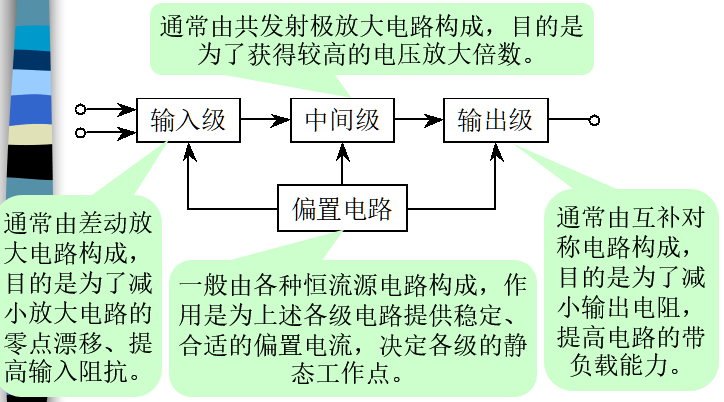 通常由共发射极放大电路构成，目的是
为了获得较高的电压放大倍数。
输入级
中间级
输出级
偏置电路
通常由差动放
大电路构成，
目的是为了减
小放大电路的
零点漂移、提
高输入阻抗。
一般由各种恒流源电路构成，作
用是为上述各级电路提供稳定、
合适的偏置电流，决定各级的静
态工作点。
通常由互补对
称电路构成，
目的是为了减
小输出电阻，
提高电路的带
负载能力。